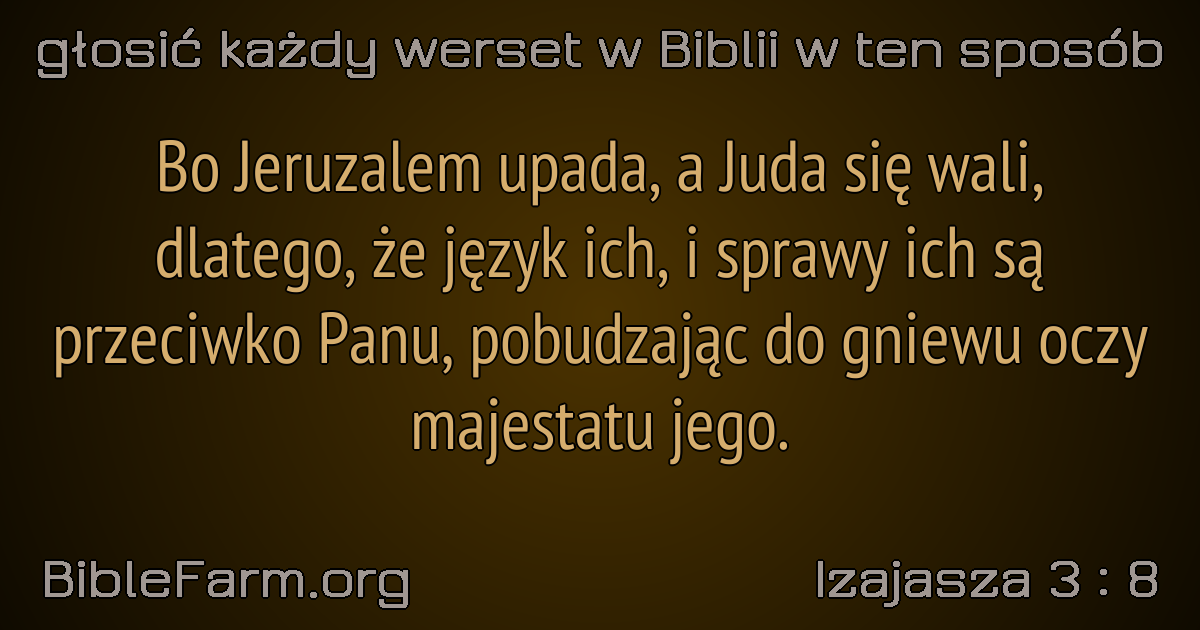 głosić każdy werset w Biblii w ten sposób
Bo Jeruzalem upada, a Juda się wali,
dlatego, że język ich, i sprawy ich są
przeciwko Panu, pobudzając do gniewu oczy
majestatu jego.
BibleFarm.org
Izajasza 3 : 8